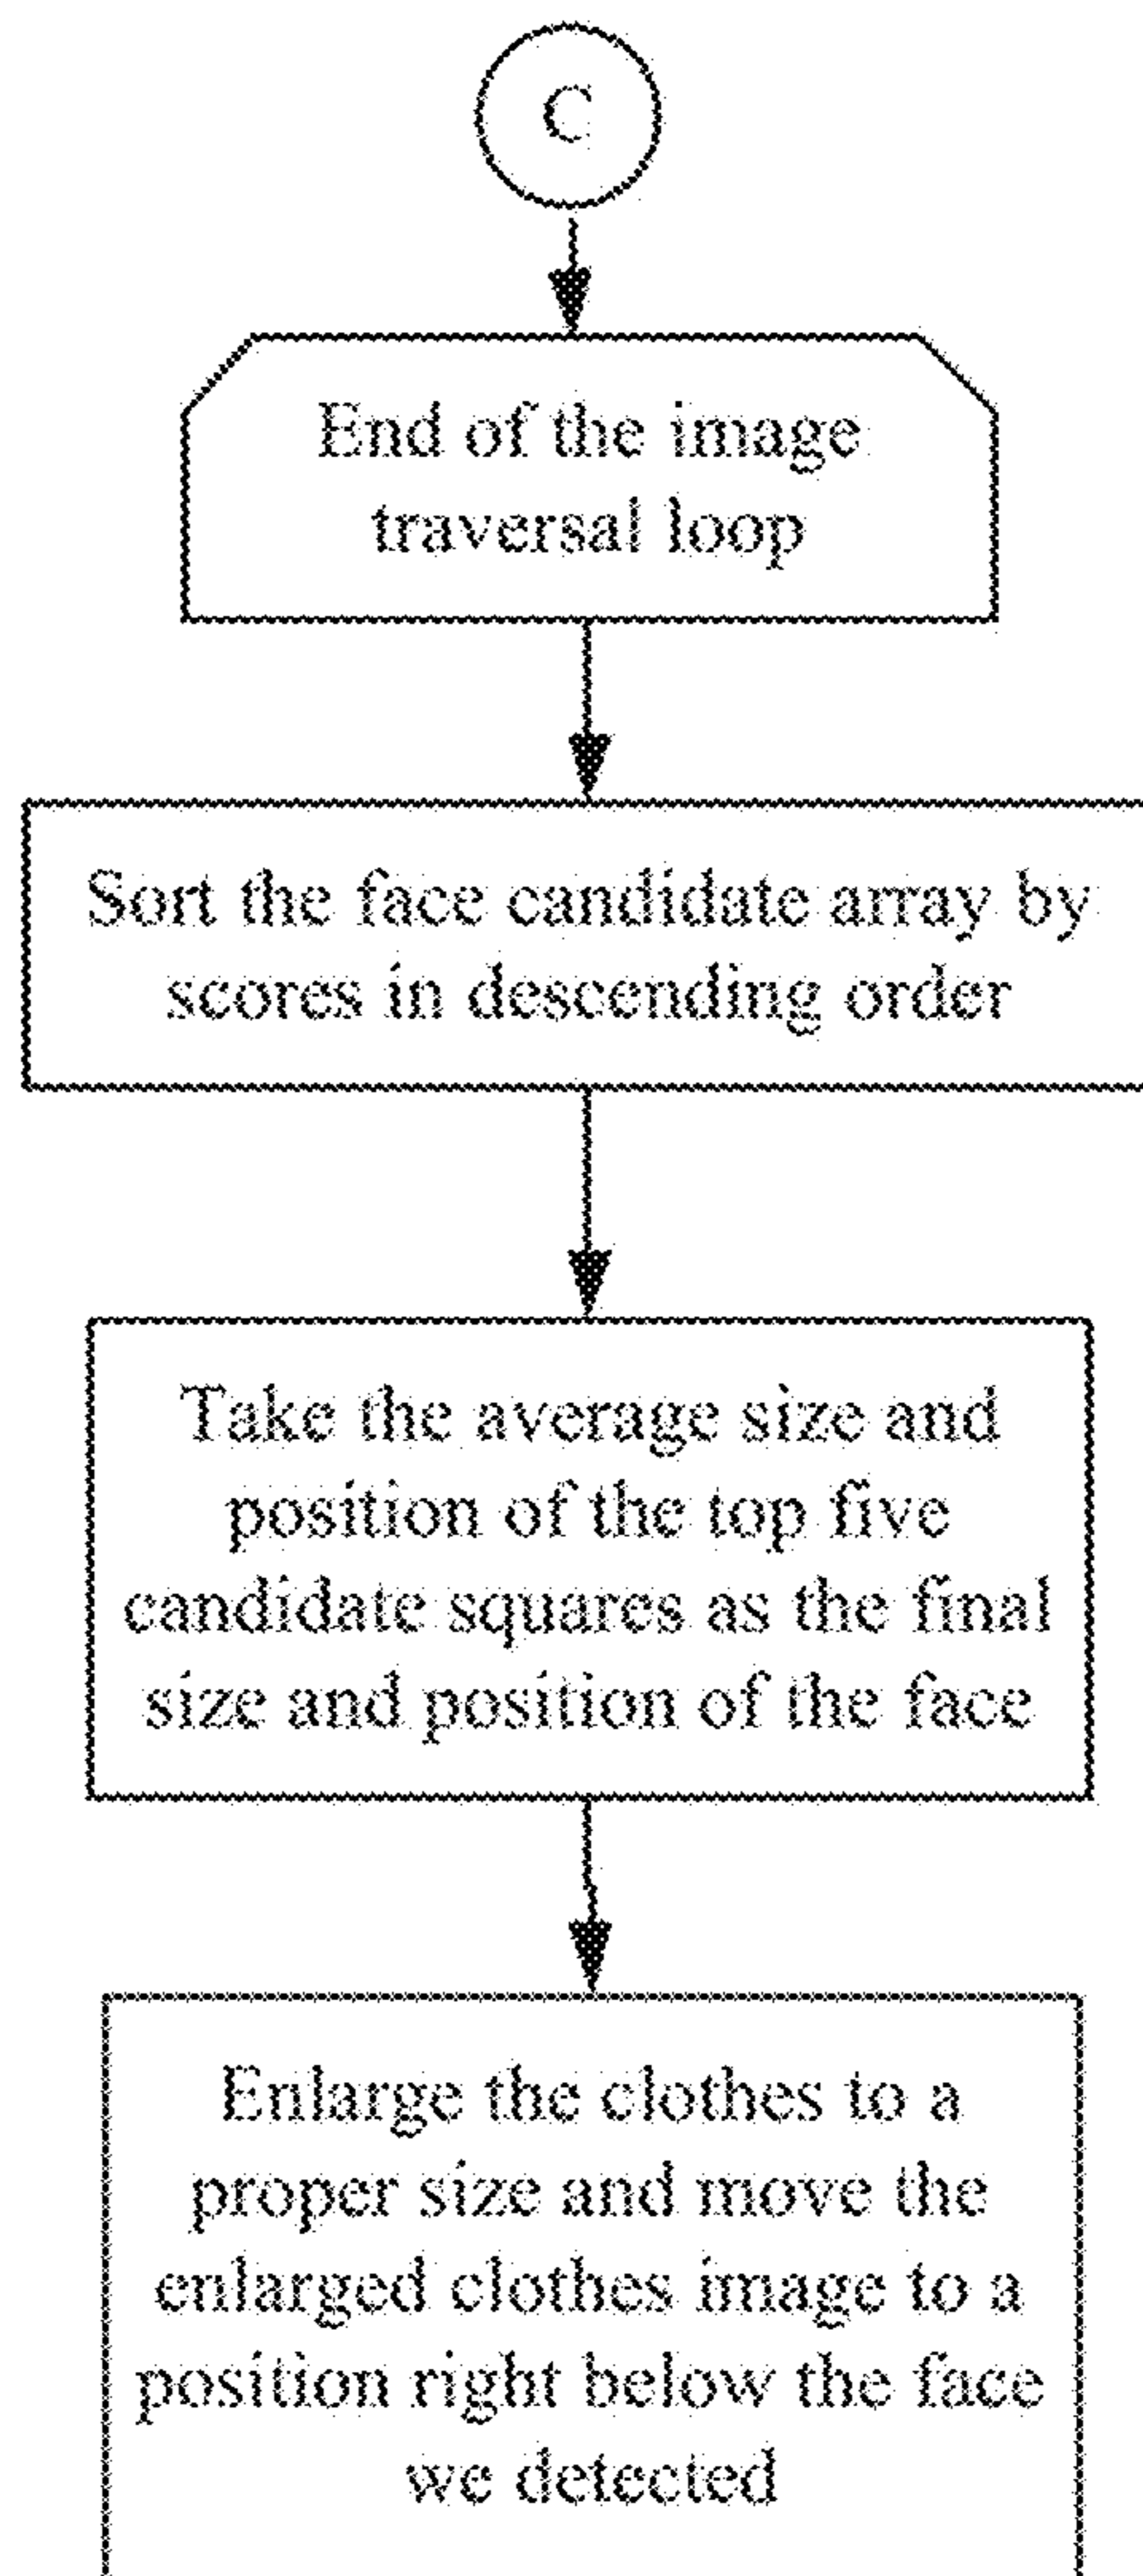 C
End of the image
traversal loop
Sort the face candidate array by
scores in descending order
Take the average size and
position of the top five
candidate squares as the final
size and position of the face
Enlarge the clothes to a
proper size and move the
enlarged clothes image to a
position right below the face
we detected